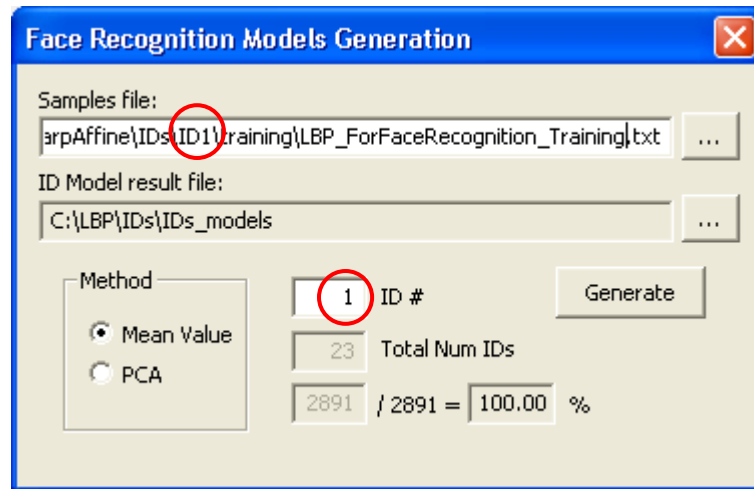 Face Recognition Models Generation
Samples file:
arpAffine\IDs\ID1\training\LBP_ForFaceRecognition_Training.txt ...
ID Model result file:
C:\LBP\IDs\IDs_models ...
Method
1 ID # Generate
Mean Value
23 Total Num IDs
PCA
2891 / 2891 = 100.00 %